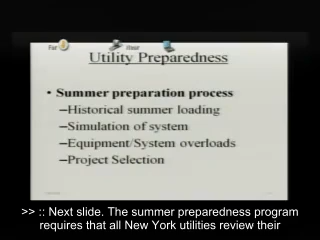 Utility Preparedness
• Summer preparation process
–Historical summer loading
–Simulation of system
–Equipment/System overloads
–Project Selection
>> :: Next slide. The summer preparedness program
requires that all New York utilities review their